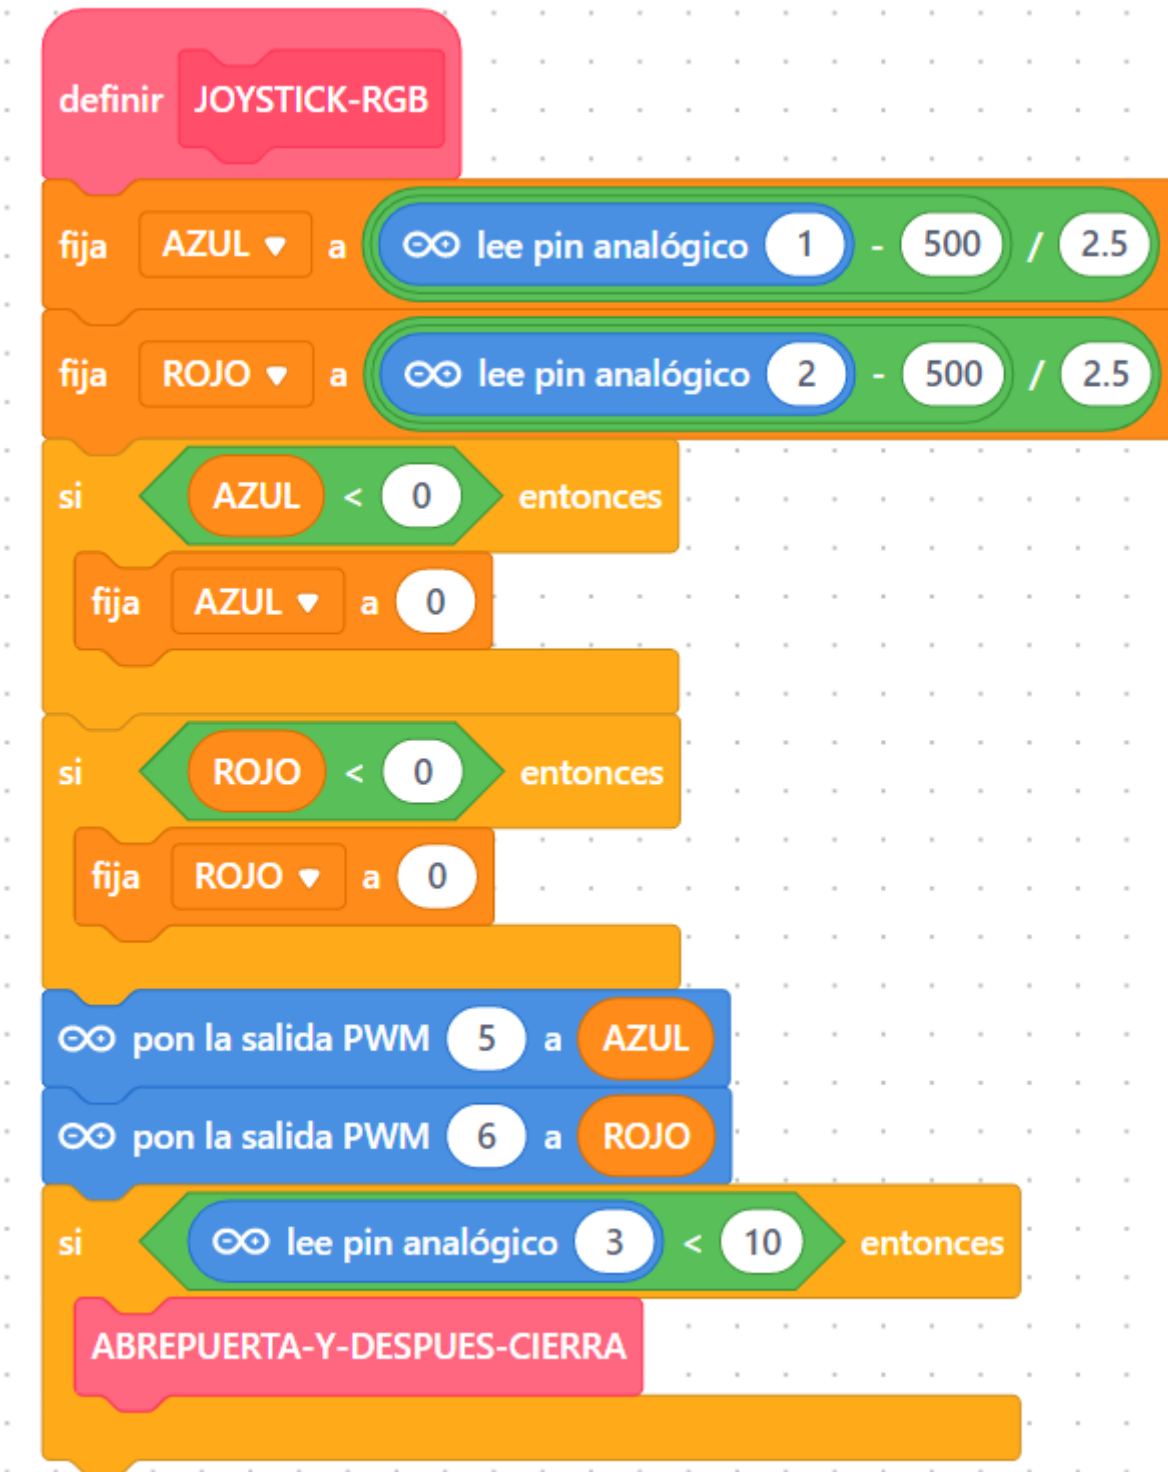 definir JOYSTICK-RGB
fija AZUL a lee pin analógico 1 - 500 / 2.5
fija ROJO a lee pin analógico 2 - 500 / 2.5
si AZUL < 0 entonces
fija AZUL a 0
si ROJO < 0 entonces
fija ROJO a 0
pon la salida PWM 5 a AZUL
pon la salida PWM 6 a ROJO
si lee pin analógico 3 < 10 entonces
ABREPUERTA-Y-DESPUES-CIERRA